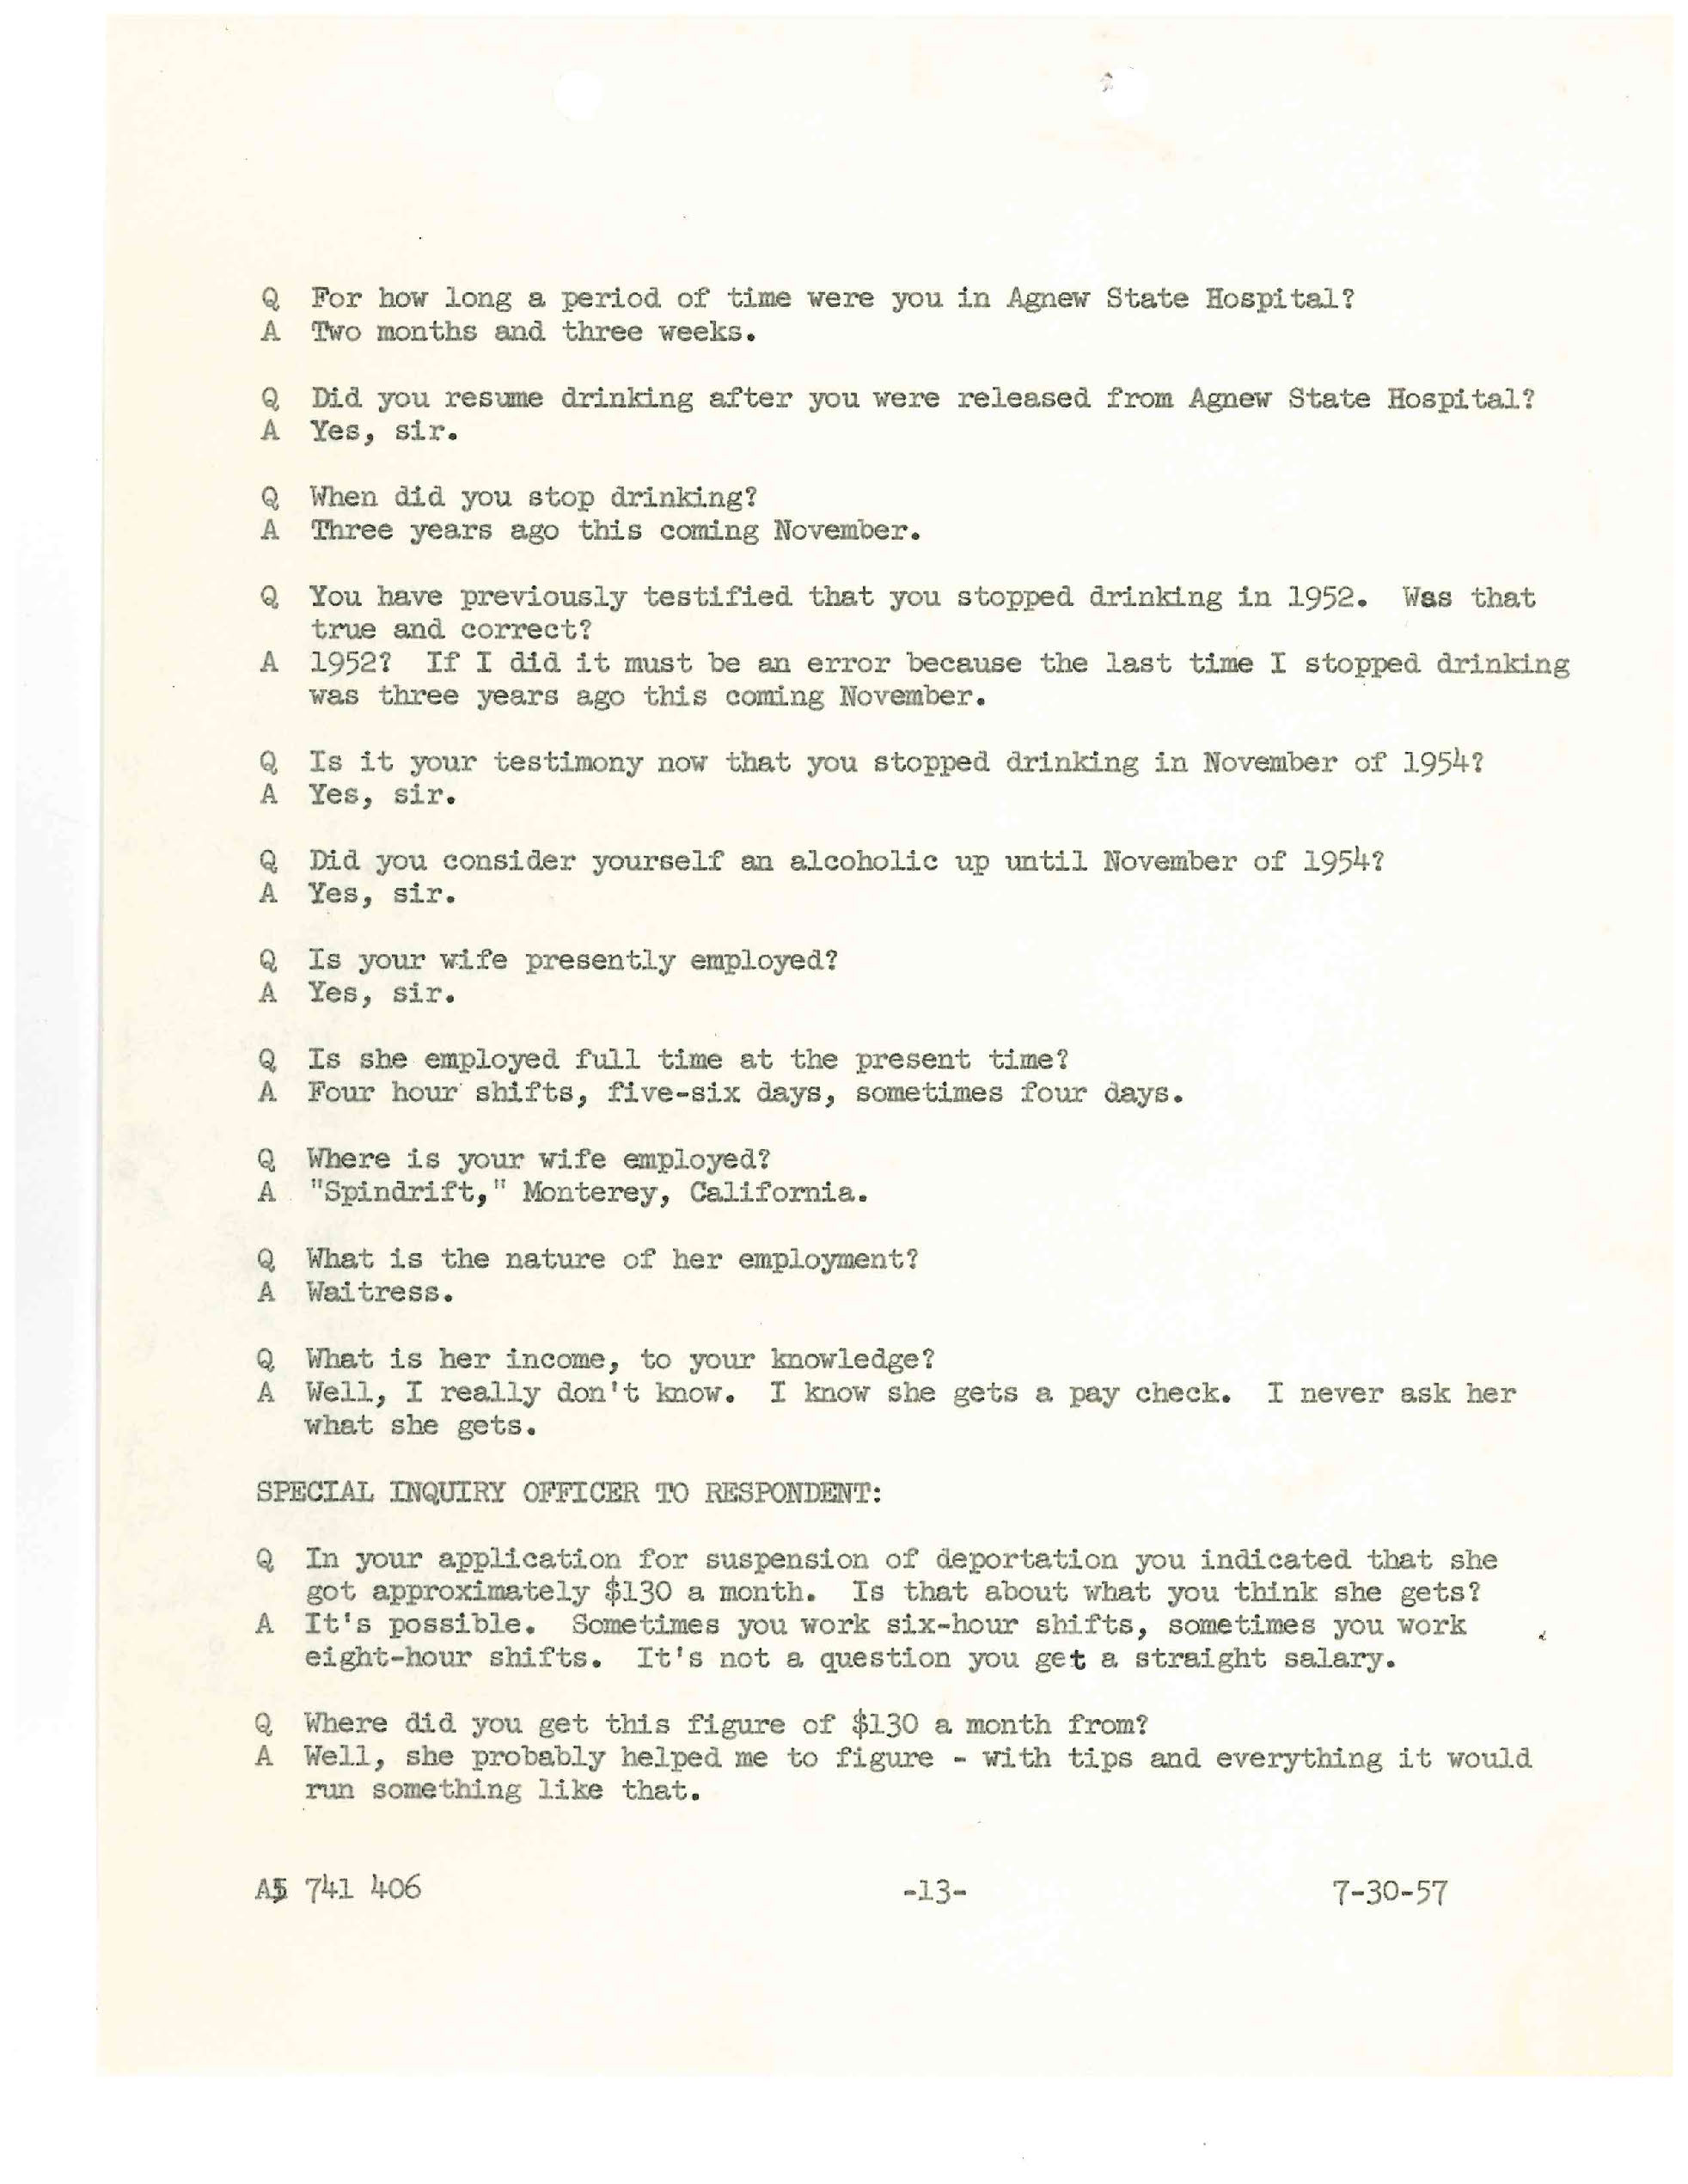 Q For how long a period of time were you in Agnew State Hospital?
A Two months and three weeks.
Q Did you resume drinking after you were released from Agnew State Hospital?
A Yes, sir.
Q When did you stop drinking?
A Three years ago this coming November.
Q You have previously testified that you stopped drinking in 1952. Was that
true and correct?
A 1952? If I did it must be an error because the last time I stopped drinking
was three years ago this coming November.
Q Is it your testimony now that you stopped drinking in November of 1954?
A Yes, sir.
Q Did you consider yourself an alcoholic up until November of 1954?
A Yes, sir.
Q Is your wife presently employed?
A Yes, sir.
Q Is she employed full time at the present time?
A Four hour shifts, five-six days, sometimes four days.
Q Where is your wife employed?
A "Spindrift," Monterey, California.
Q What is the nature of her employment?
A Waitress.
Q What is her income, to your knowledge?
A Well, I really don't know. I know she gets a pay check. I never ask her
what she gets.
SPECIAL INQUIRY OFFICER TO RESPONDENT:
Q In your application for suspension of deportation you indicated that she
got approximately $130 a month. Is that about what you think she gets?
A It's possible. Sometimes you work six-hour shifts, sometimes you work
eight-hour shifts. It's not a question you get a straight salary.
Q Where did you get this figure of $130 a month from?
A Well, she probably helped me to figure - with tips and everything it would
run something like that.
A5 741 406 -13- 7-30-57